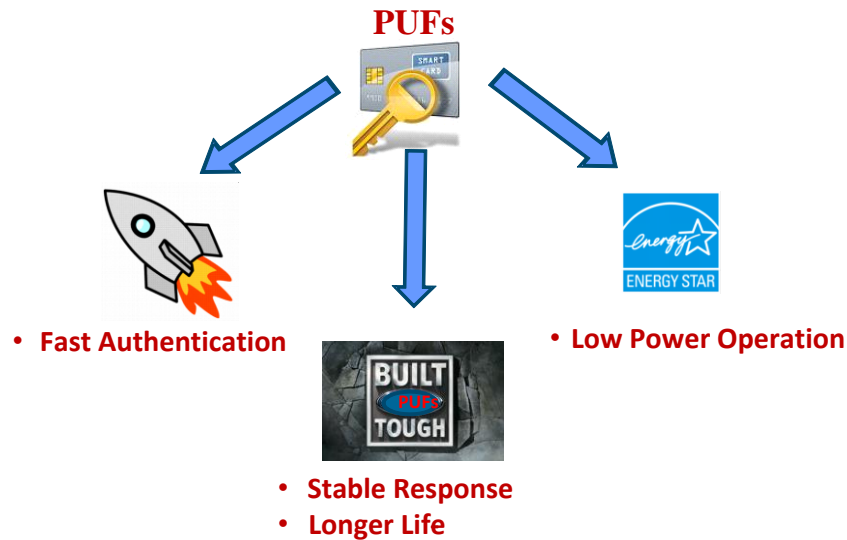 PUFs
SMART
CARD
energy
ENERGY STAR
• Fast Authentication
• Low Power Operation
BUILT
PUFs
TOUGH
• Stable Response
• Longer Life